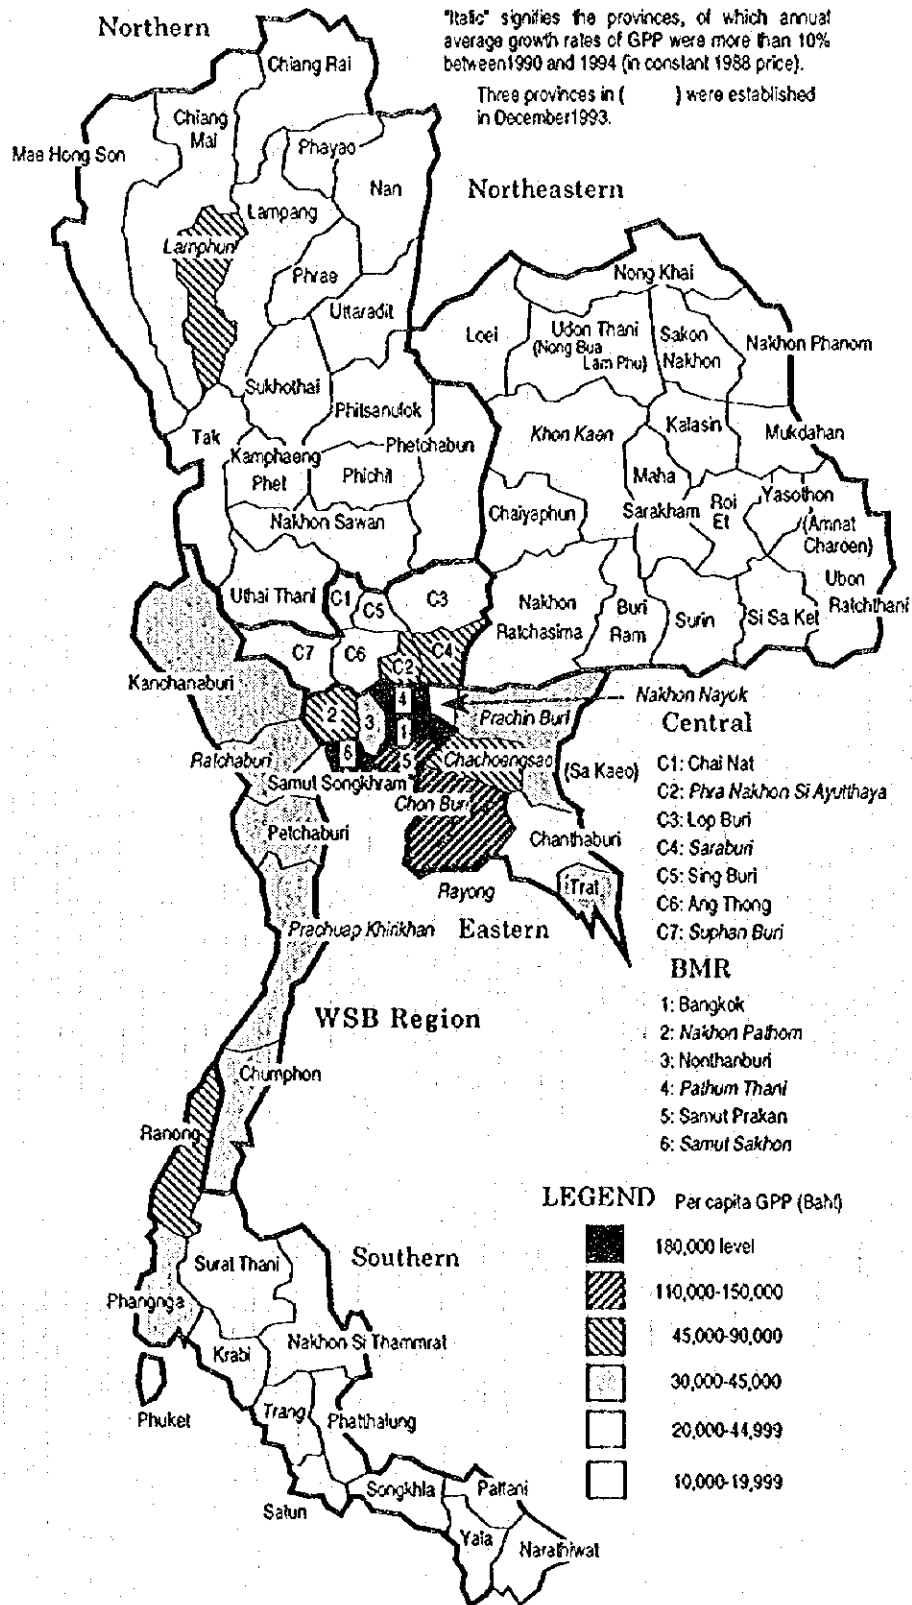 Northern
"Italic" signifies the provinces, of which annual
average growth rates of GPP were more than 10%
between1990 and 1994 (in constant 1988 price).
Three provinces in ( ) were established
in December1993.
Chiang Rai
Chiang
Mai
Mae Hong Son
Phayao
Nan
Northeastern
Lampang
Lamphun
Phrae
Nong Khai
Uttaradit
Loei
Udon Thani
(Nong Bua
Lam Phu)
Sakon
Nakhon
Nakhon Phanom
Sukhothai
Phitsanulok
Tak
Phetchabun
Khon Kaen
Kalasin
Mukdahan
Kamphaeng
Phet
Phichil
Maha
Sarakham
Roi
Et
Yasothon
(Amnat
Charoen)
Chaiyaphun
Nakhon Sawan
Ubon
Ratchthani
Uthai Thani
C1
C5
C3
Nakhon
Ratchasima
Buri
Ram
Surin
Si Sa Ket
C7
C6
C2
C4
Kanchanaburi
Nakhon Nayok
4
2
3
1
Prachin Buri
Central
Ratchaburi
6
5
Chachoengsao
(Sa Kaeo)
Samut Songkhram
Chon Buri
Petchaburi
Chanthaburi
Rayong
Trat
Prachuap Khirikhan
Eastern
C1: Chai Nat
C2: Phra Nakhon Si Ayutthaya
C3: Lop Buri
C4: Saraburi
C5: Sing Buri
C6: Ang Thong
C7: Suphan Buri
BMR
1: Bangkok
2: Nakhon Pathom
3: Nonthanburi
4: Pathum Thani
5: Samut Prakan
6: Samut Sakhon
WSB Region
Chumphon
Ranong
LEGEND Per capita GPP (Baht)
180,000 level
110,000-150,000
45,000-90,000
30,000-45,000
20,000-44,999
10,000-19,999
Southern
Surat Thani
Phangnga
Krabi
Nakhon Si Thammrat
Phuket
Trang
Phatthalung
Satun
Songkhla
Pattani
Yala
Narathiwat